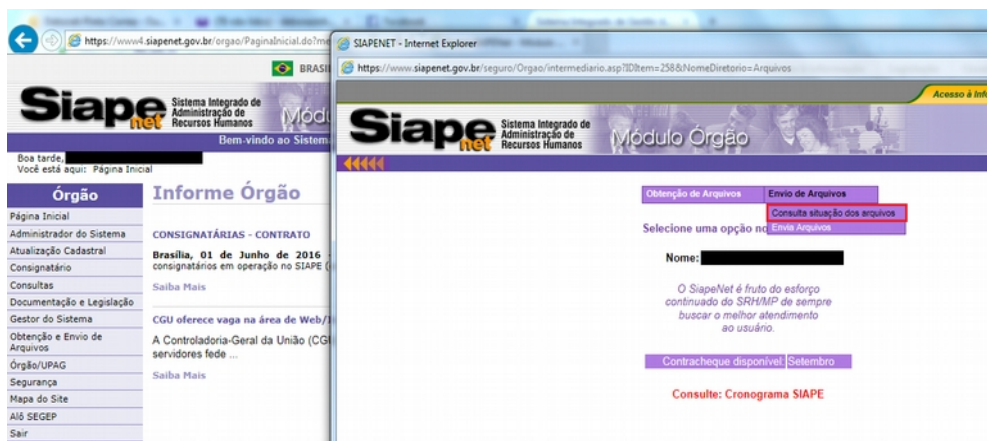 https://www4.siapenet.gov.br/orgao/PaginaInicial.do?me
SIAPENET - Internet Explorer
https://www.siapenet.gov.br/seguro/Orgao/intermediario.asp?IDItem=258&NomeDiretorio=Arquivos
BRASI
Acesso à Info
Siape net
Sistema Integrado de
Administração de
Recursos Humanos
Módu
Bem-vindo ao Sistema
Siape net
Sistema Integrado de
Administração de
Recursos Humanos
Módulo Órgão
Boa tarde,
Você está aqui: Página Inicial
Órgão
Página Inicial
Administrador do Sistema
Atualização Cadastral
Consignatário
Consultas
Documentação e Legislação
Gestor do Sistema
Obtenção e Envio de
Arquivos
Órgão/UPAG
Segurança
Mapa do Site
Alô SEGEP
Sair
Informe Órgão
CONSIGNATÁRIAS - CONTRATO
Brasília, 01 de Junho de 2016 -
consignatários em operação no SIAPE (
Saiba Mais
CGU oferece vaga na área de Web/I
A Controladoria-Geral da União (CGU
servidores fede ...
Saiba Mais
Obtenção de Arquivos
Envio de Arquivos
Consulta situação dos arquivos
Envia Arquivos
Selecione uma opção no
Nome:
O SiapeNet é fruto do esforço
continuado do SRH/MP de sempre
buscar o melhor atendimento
ao usuário.
Contracheque disponível: Setembro
Consulte: Cronograma SIAPE